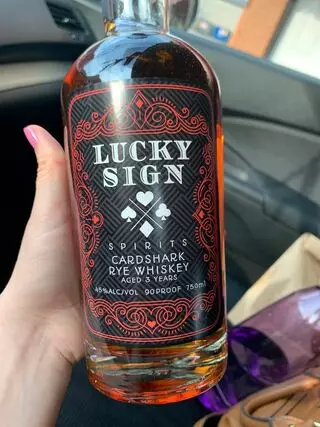 LUCKY
SIGN
SPIRITS
CARDSHARK
RYE WHISKEY
AGED 3 YEARS
45%ALC/VOL 90PROOF 750ml